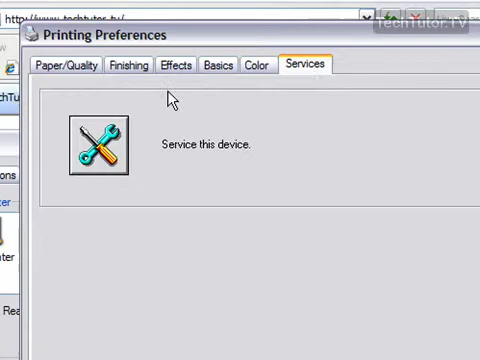 http://www.techtutor.tv/
TechTutor.TV
Printing Preferences
Paper/Quality Finishing Effects Basics Color Services
Service this device.